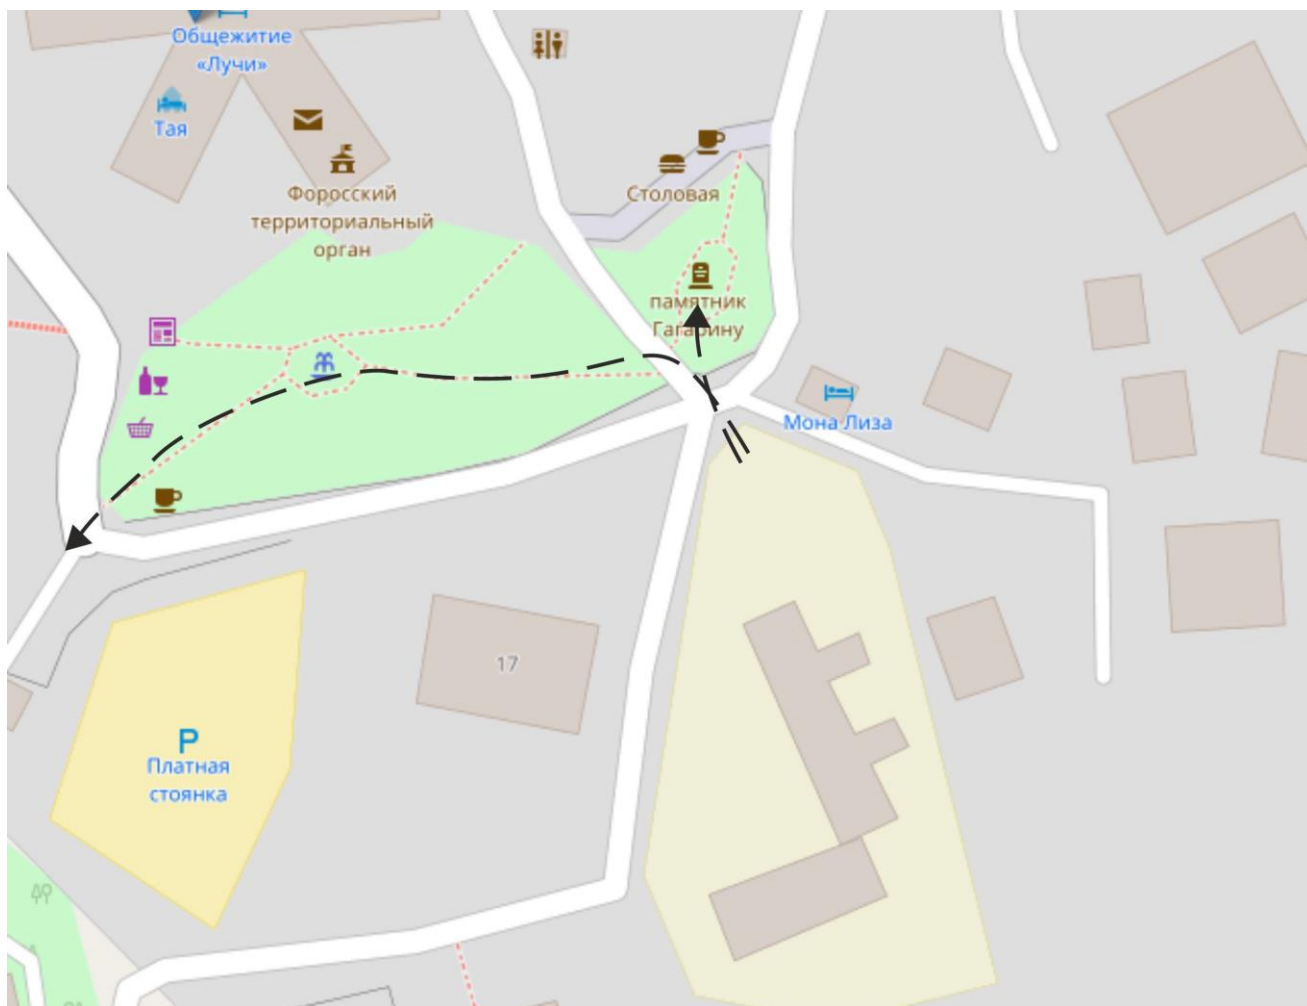 Общежитие
«Лучи»
Тая
Форосский
территориальный
орган
Столовая
памятник
Гагарину
Мона Лиза
17
P
Платная
стоянка